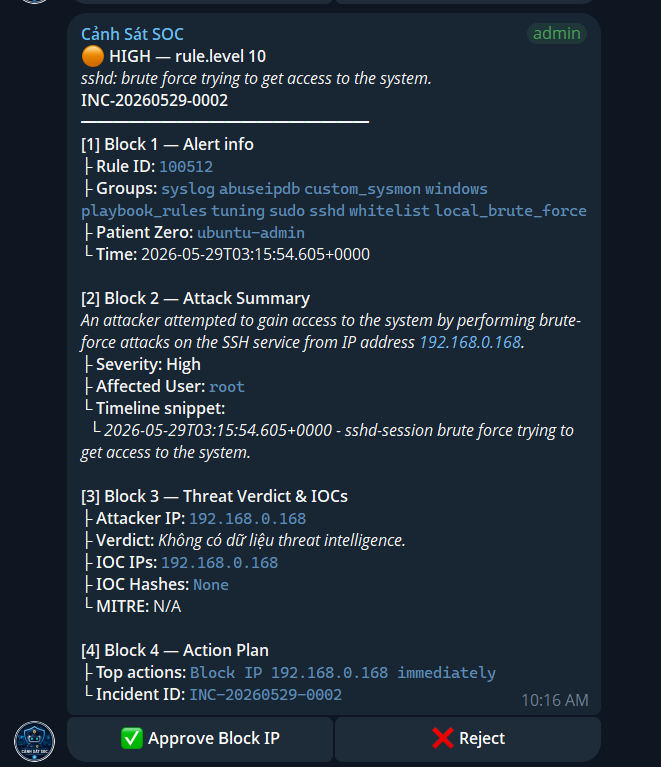 Cảnh Sát SOC
admin
🟠 HIGH — rule.level 10
sshd: brute force trying to get access to the system.
INC-20260529-0002
━━━━━━━━━━━━━━━━━━━━
[1] Block 1 — Alert info
├ Rule ID: 100512
├ Groups: syslog abuseipdb custom_sysmon windows
playbook_rules tuning sudo sshd whitelist local_brute_force
├ Patient Zero: ubuntu-admin
└ Time: 2026-05-29T03:15:54.605+0000
[2] Block 2 — Attack Summary
An attacker attempted to gain access to the system by performing brute-
force attacks on the SSH service from IP address 192.168.0.168.
├ Severity: High
├ Affected User: root
└ Timeline snippet:
└ 2026-05-29T03:15:54.605+0000 - sshd-session brute force trying to
get access to the system.
[3] Block 3 — Threat Verdict & IOCs
├ Attacker IP: 192.168.0.168
├ Verdict: Không có dữ liệu threat intelligence.
├ IOC IPs: 192.168.0.168
├ IOC Hashes: None
└ MITRE: N/A
[4] Block 4 — Action Plan
├ Top actions: Block IP 192.168.0.168 immediately
└ Incident ID: INC-20260529-0002
10:16 AM
CẢNH SÁT SOC
✅ Approve Block IP
❌ Reject